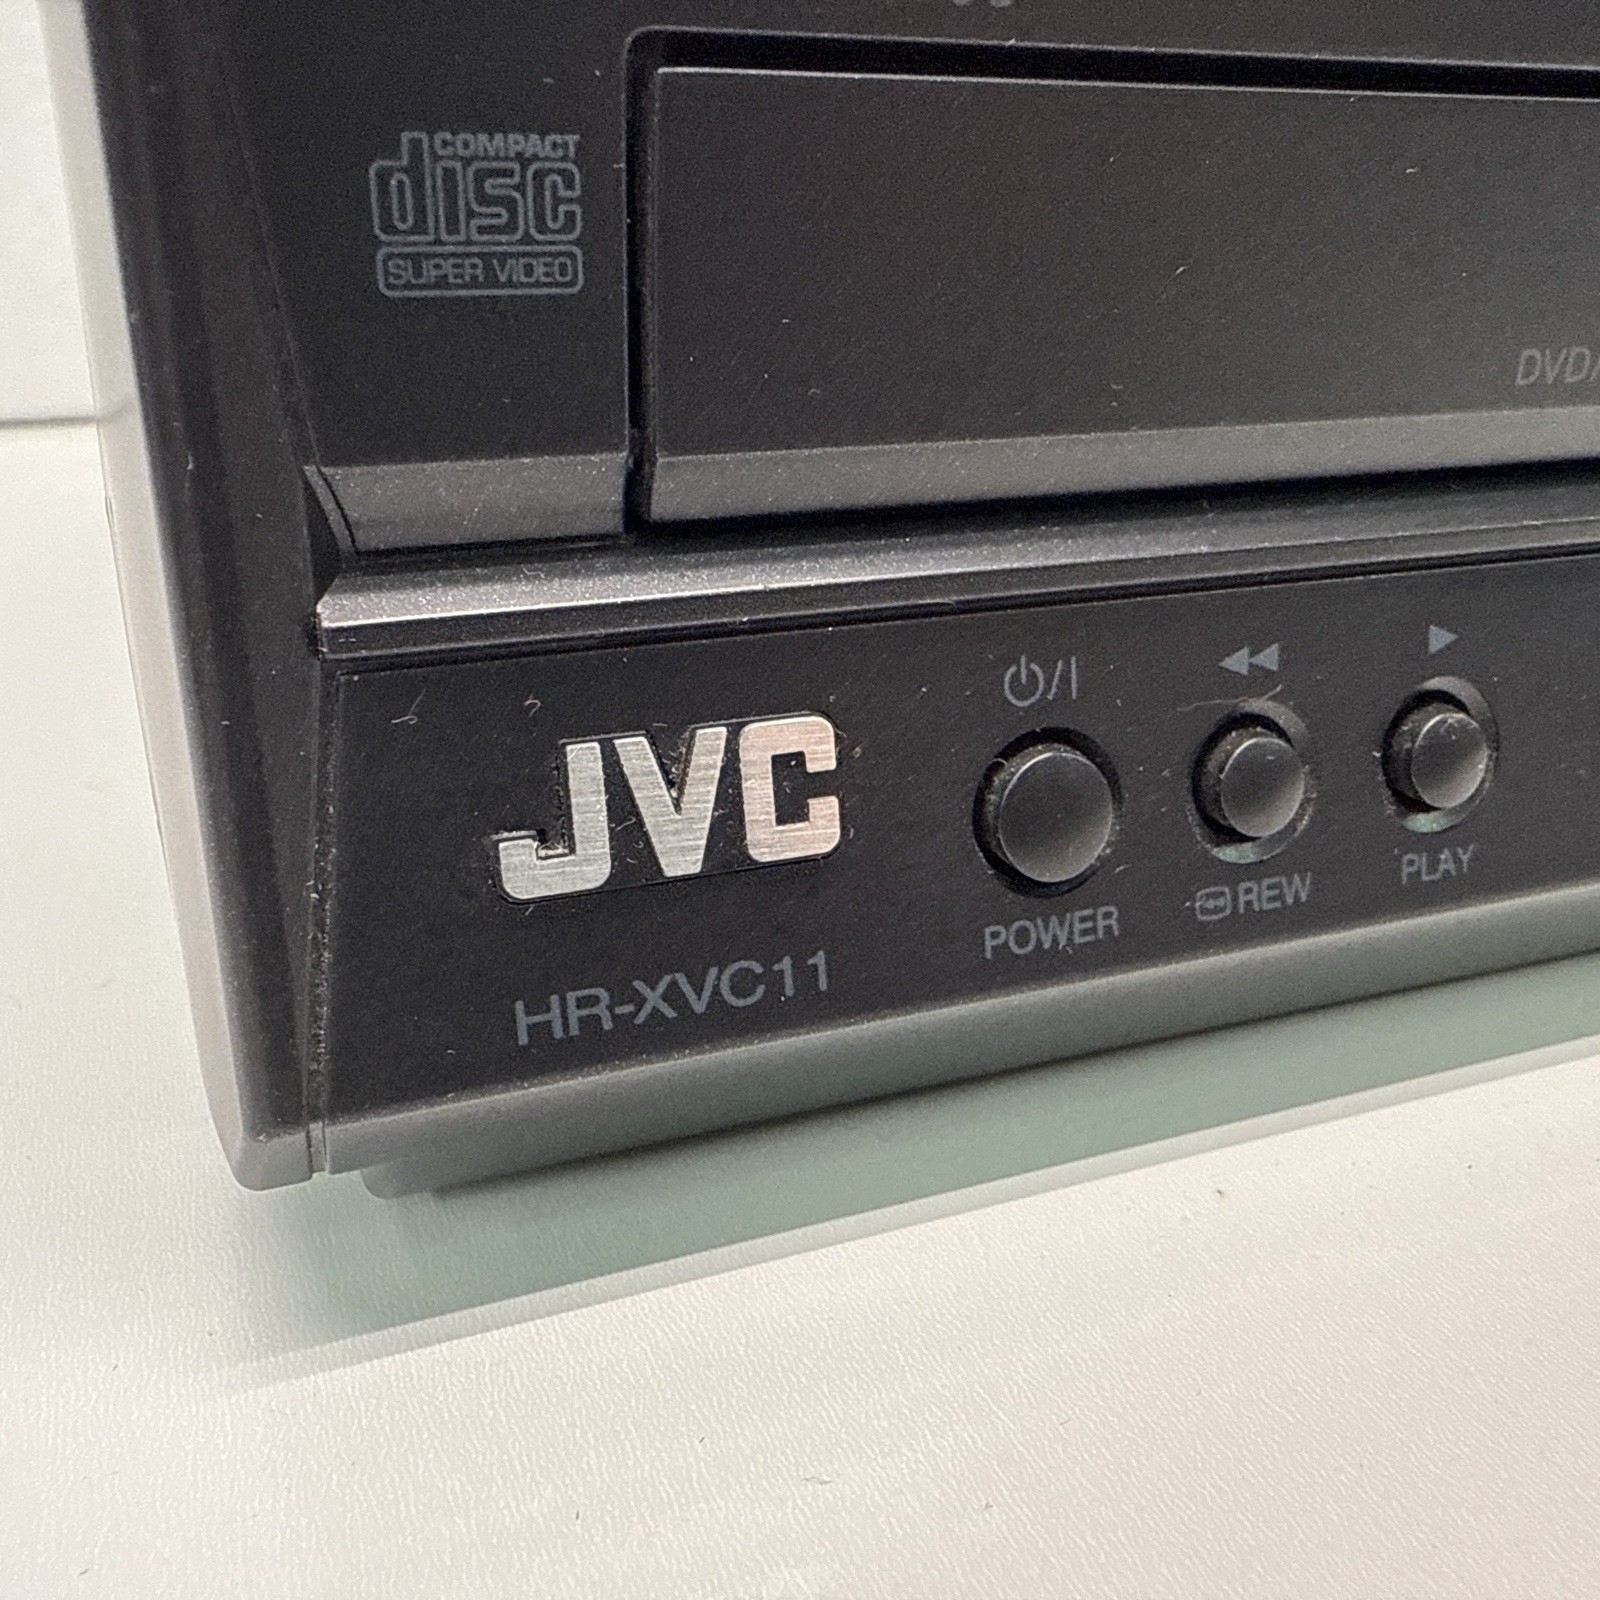 COMPACT
disc
SUPER VIDEO
DVD/
JVC
HR-XVC11
POWER
REW
PLAY